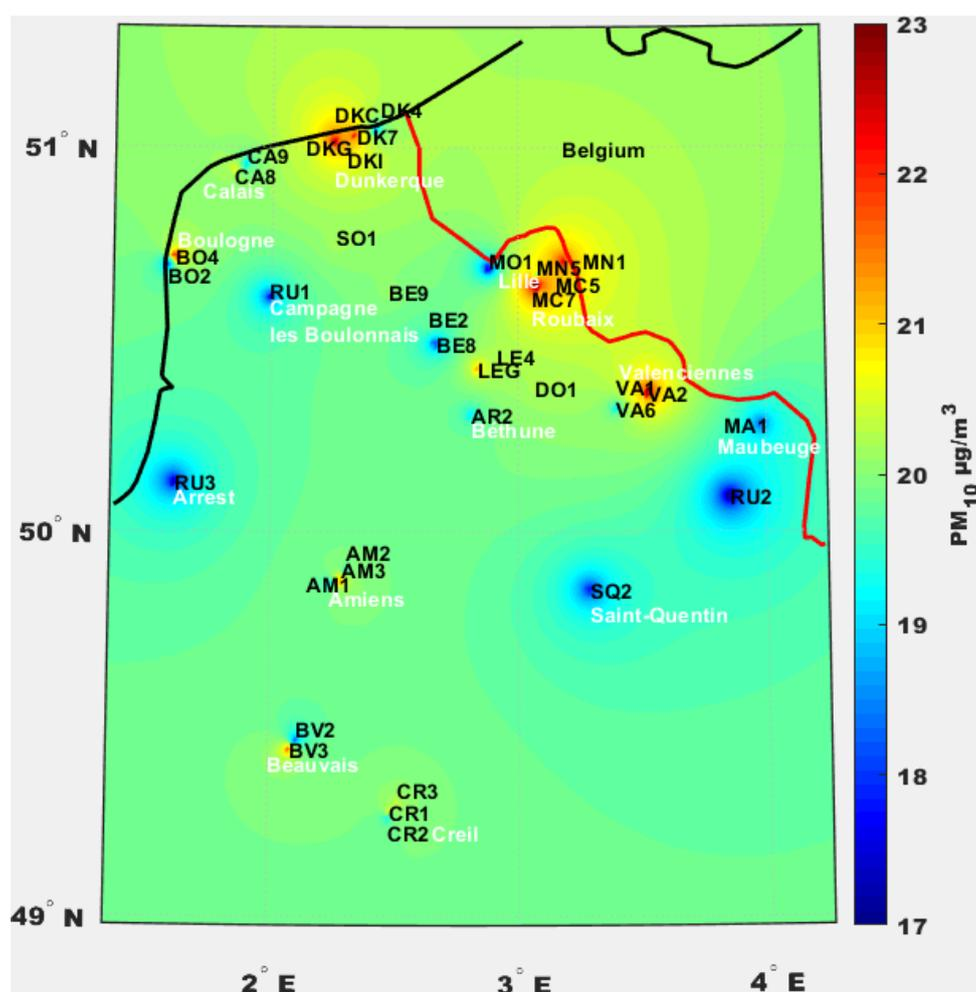 23
DKC DK4
51° N
DKG DK7
DKI
Belgium
CA9
CA8
Calais
Dunkerque
22
SO1
Boulogne
BO4
BO2
MO1 MN5 MN1
Lille MC5
MC7
Roubaix
RU1
Campagne
les Boulonnais
BE9
BE2
BE8
21
LE4
LEG
DO1
Valenciennes
VA1 VA2
VA6
AR2
Béthune
MA1
Maubeuge
20
RU3
Arrest
RU2
50° N
AM2
AM3
AM1
Amiens
SQ2
Saint-Quentin
19
BV2
BV3
Beauvais
18
CR3
CR1
CR2 Creil
49° N
17
2° E 3° E 4° E
PM10 µg/m3